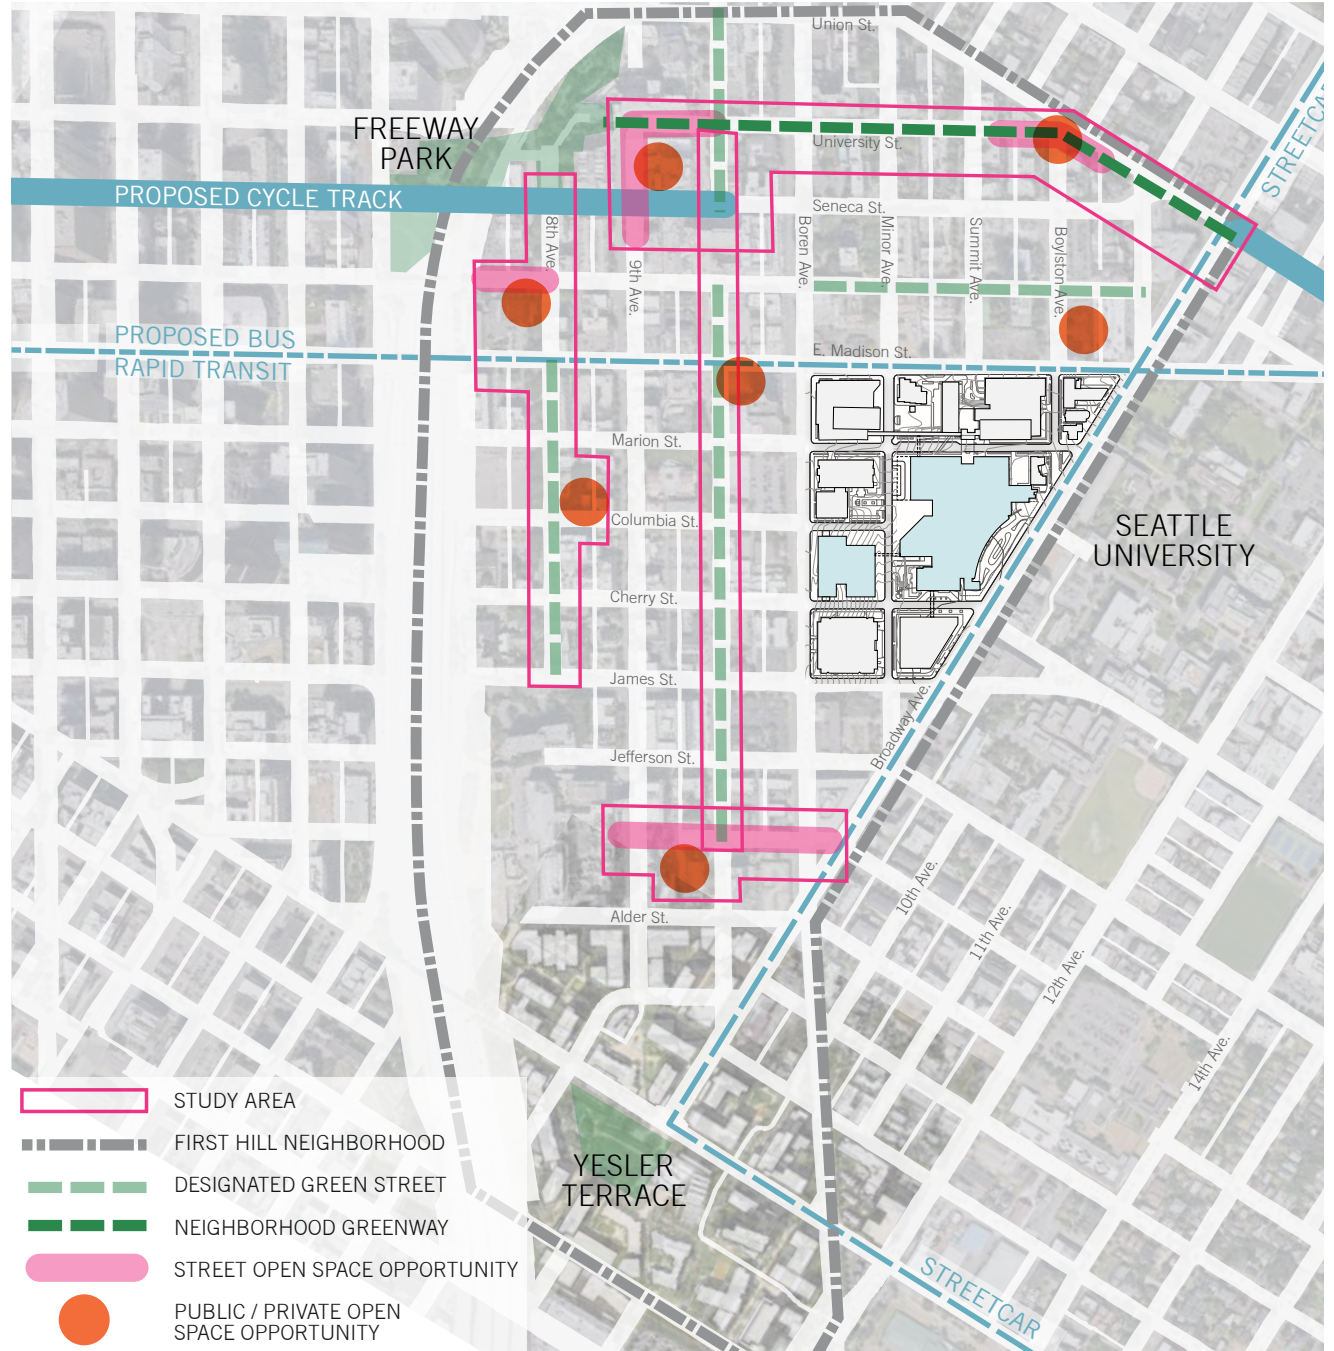 Union St.
FREEWAY
PARK
University St.
STREETCAR
PROPOSED CYCLE TRACK
Seneca St.
8th Ave.
9th Ave.
Boren Ave.
Minor Ave.
Summit Ave.
Boylston Ave.
PROPOSED BUS
RAPID TRANSIT
E. Madison St.
Marion St.
Columbia St.
SEATTLE
UNIVERSITY
Cherry St.
James St.
Broadway Ave.
Jefferson St.
10th Ave.
Alder St.
11th Ave.
12th Ave.
14th Ave.
YESLER
TERRACE
STREETCAR
STUDY AREA
FIRST HILL NEIGHBORHOOD
DESIGNATED GREEN STREET
NEIGHBORHOOD GREENWAY
STREET OPEN SPACE OPPORTUNITY
PUBLIC / PRIVATE OPEN
SPACE OPPORTUNITY